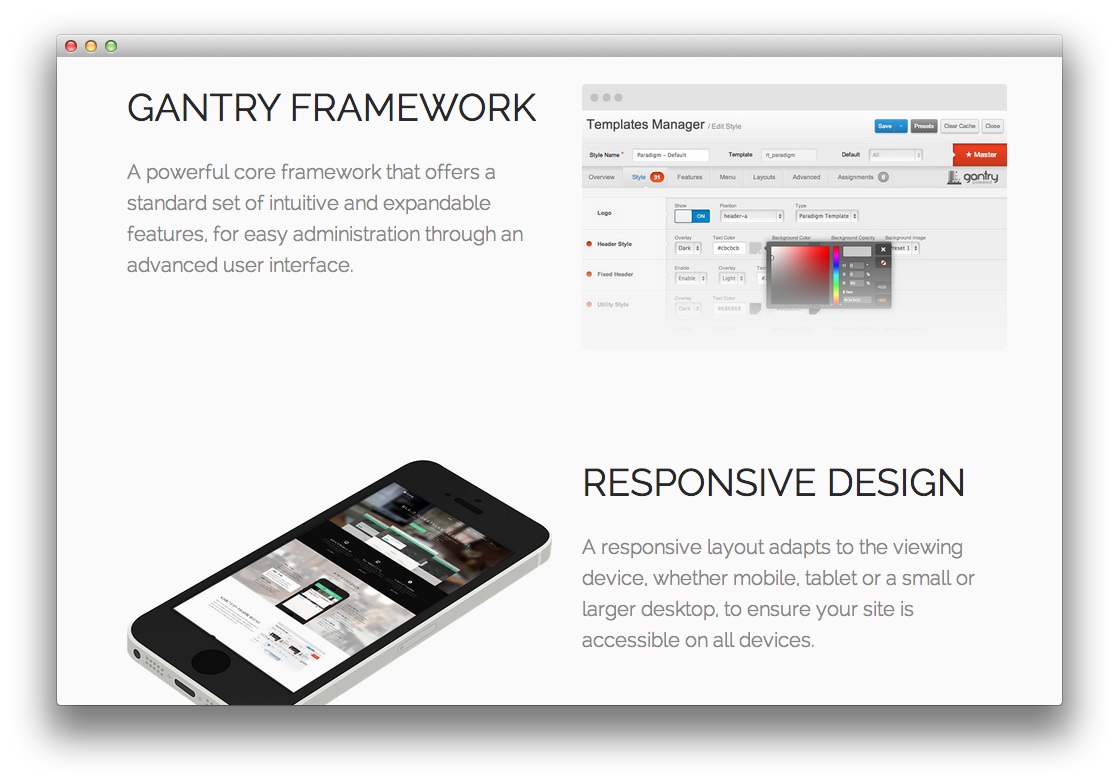 GANTRY FRAMEWORK
A powerful core framework that offers a
standard set of intuitive and expandable
features, for easy administration through an
advanced user interface.
Templates Manager / Edit Style
Save Presets Clear Cache Close
Style Name * Paradigm - Default Template rt_paradigm Default All ★ Master
Overview Style 31 Features Menu Layouts Advanced Assignments 0 gantry
POWERED
Show Position Type
Logo ON header-a Paradigm Template
Overlay Text Color Background Color Background Opacity Background Image
Header Style Dark #cbcbcb
Enable Overlay
Fixed Header Enable Light
Overlay Text Color
Utility Style Dark #686868
RESPONSIVE DESIGN
A responsive layout adapts to the viewing
device, whether mobile, tablet or a small or
larger desktop, to ensure your site is
accessible on all devices.